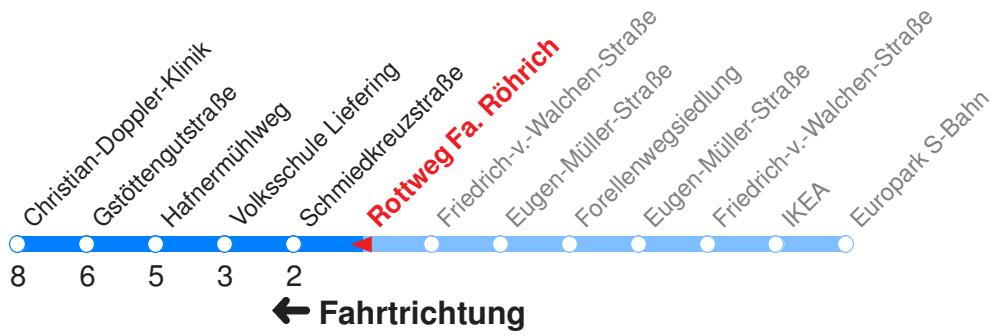 Christian-Doppler-Klinik
Gstöttengutstraße
Hafnermühlweg
Volksschule Liefering
Schmiedkreuzstraße
Rottweg Fa. Röhrich
Friedrich-v.-Walchen-Straße
Eugen-Müller-Straße
Forellenwegsiedlung
Eugen-Müller-Straße
Friedrich-v.-Walchen-Straße
IKEA
Europark S-Bahn
8 6 5 3 2
Fahrtrichtung